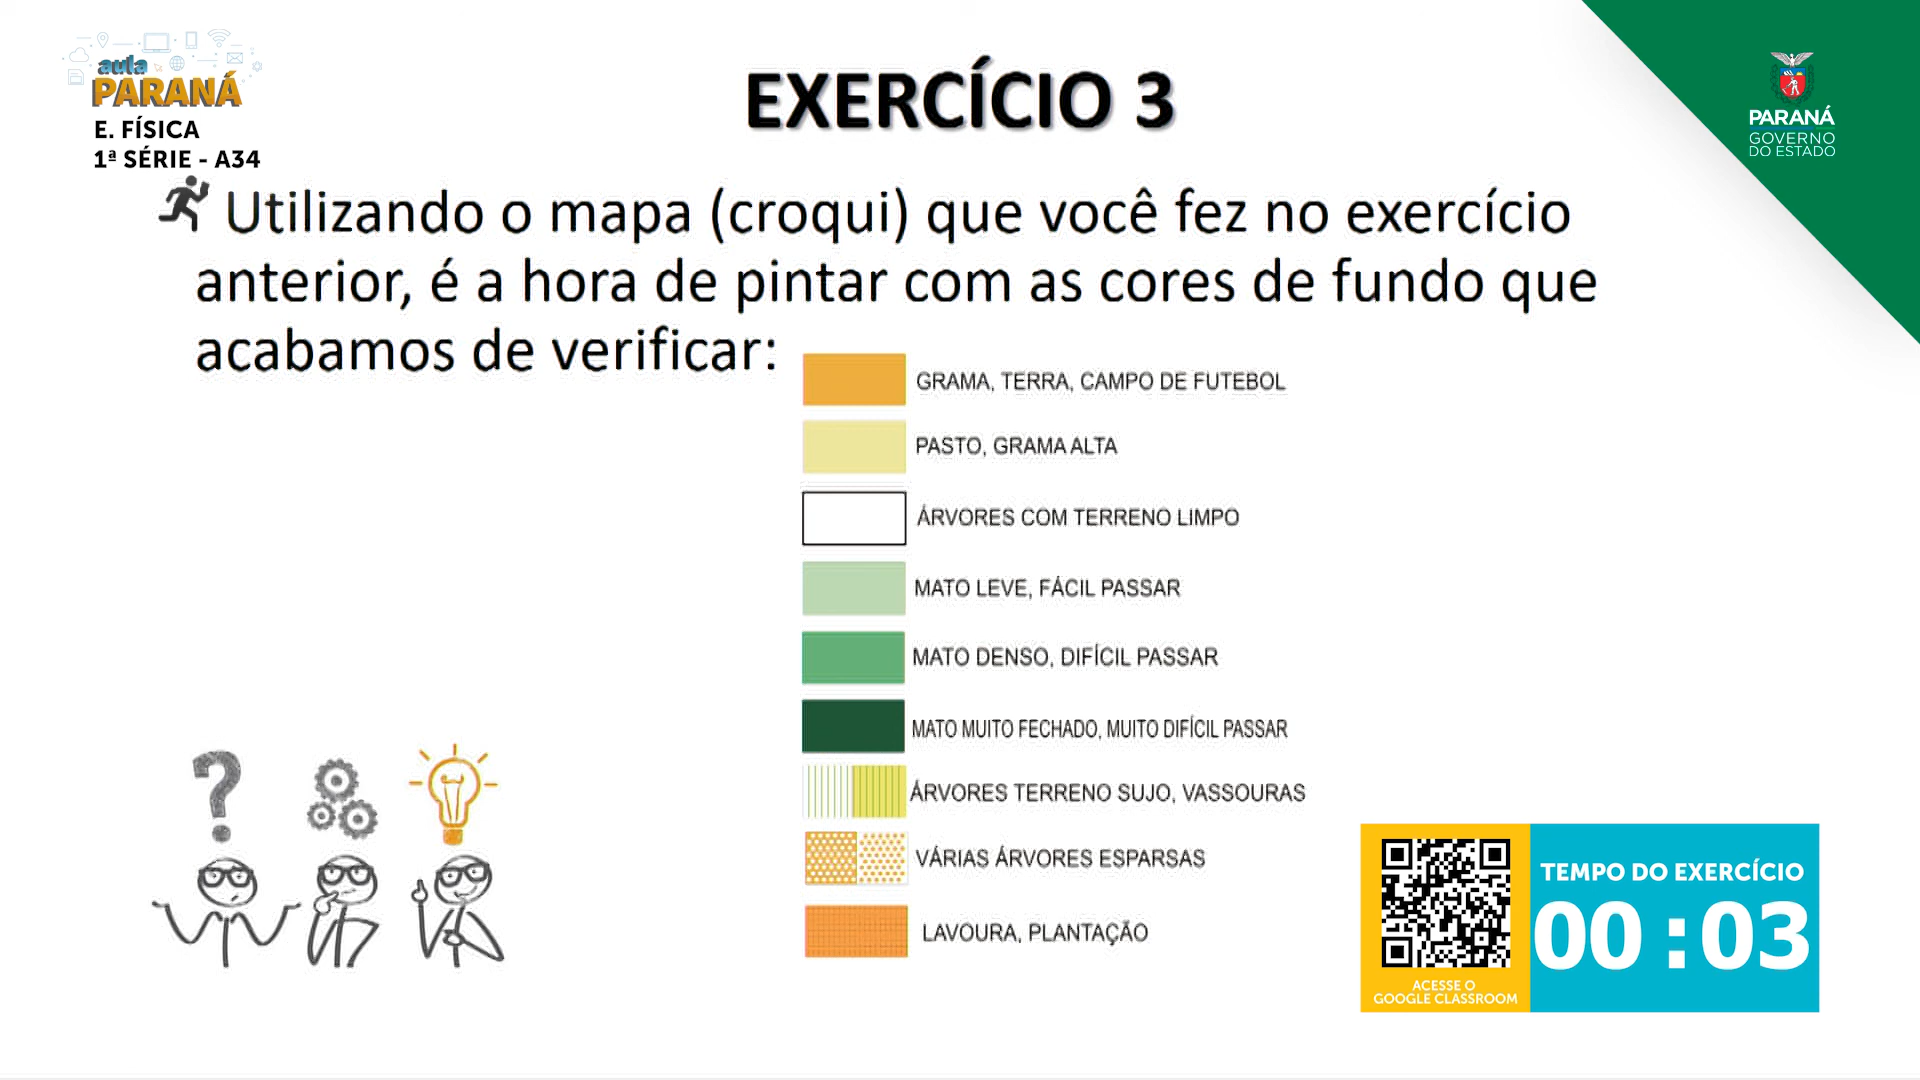 aula
PARANÁ
E. FÍSICA
1ª SÉRIE - A34
EXERCÍCIO 3
PARANÁ
GOVERNO
DO ESTADO
Utilizando o mapa (croqui) que você fez no exercício
anterior, é a hora de pintar com as cores de fundo que
acabamos de verificar:
GRAMA, TERRA, CAMPO DE FUTEBOL
PASTO, GRAMA ALTA
ÁRVORES COM TERRENO LIMPO
MATO LEVE, FÁCIL PASSAR
MATO DENSO, DIFÍCIL PASSAR
MATO MUITO FECHADO, MUITO DIFÍCIL PASSAR
ÁRVORES TERRENO SUJO, VASSOURAS
VÁRIAS ÁRVORES ESPARSAS
LAVOURA, PLANTAÇÃO
ACESSE O
GOOGLE CLASSROOM
TEMPO DO EXERCÍCIO
00 : 03